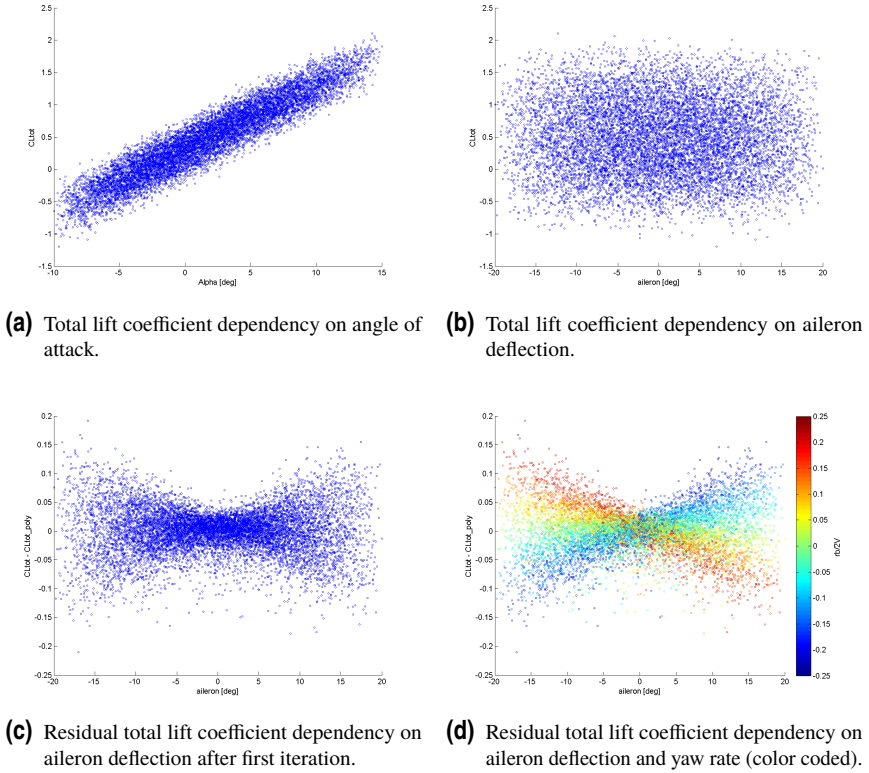 2.5
2
1.5
1
0.5
0
-0.5
-1
-1.5
CLtot
-10 -5 0 5 10 15
Alpha [deg]
(a) Total lift coefficient dependency on angle of
attack.
2.5
2
1.5
1
0.5
0
-0.5
-1
-1.5
CLtot
-20 -15 -10 -5 0 5 10 15 20
aileron [deg]
(b) Total lift coefficient dependency on aileron
deflection.
0.2
0.15
0.1
0.05
0
-0.05
-0.1
-0.15
-0.2
-0.25
CLtot - CLtot_poly
-20 -15 -10 -5 0 5 10 15 20
aileron [deg]
(c) Residual total lift coefficient dependency on
aileron deflection after first iteration.
0.2
0.15
0.1
0.05
0
-0.05
-0.1
-0.15
-0.2
-0.25
CLtot - CLtot_poly
-20 -15 -10 -5 0 5 10 15 20
aileron [deg]
0.25
0.2
0.15
0.1
0.05
0
-0.05
-0.1
-0.15
-0.2
-0.25
rb/2V
(d) Residual total lift coefficient dependency on
aileron deflection and yaw rate (color coded).